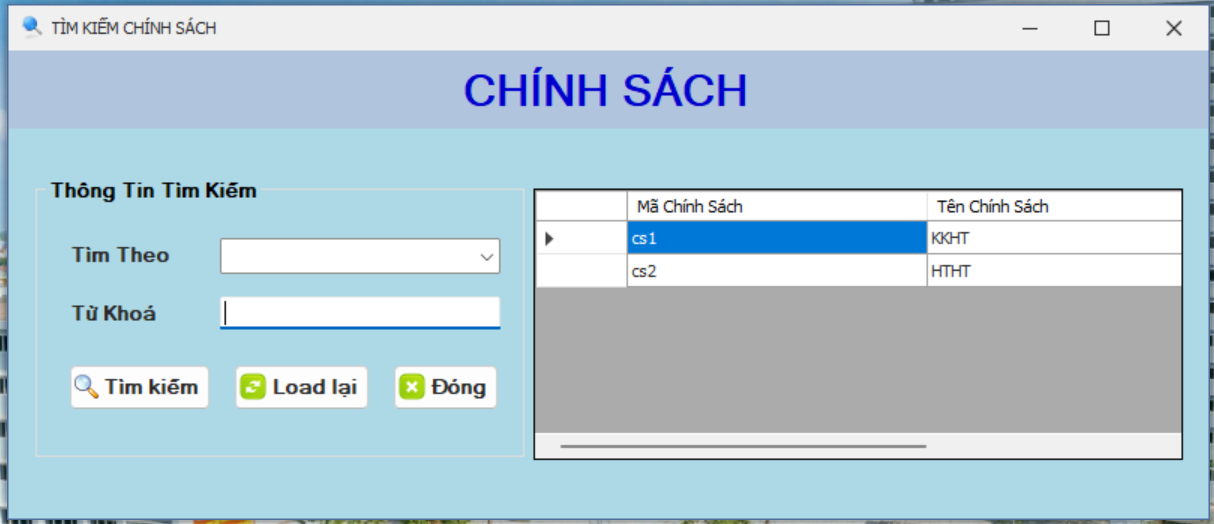 TÌM KIẾM CHÍNH SÁCH
CHÍNH SÁCH
Thông Tin Tìm Kiếm
Tìm Theo
Từ Khoá
Tìm kiếm Load lại Đóng
Mã Chính Sách Tên Chính Sách
cs1 KKHT
cs2 HTHT